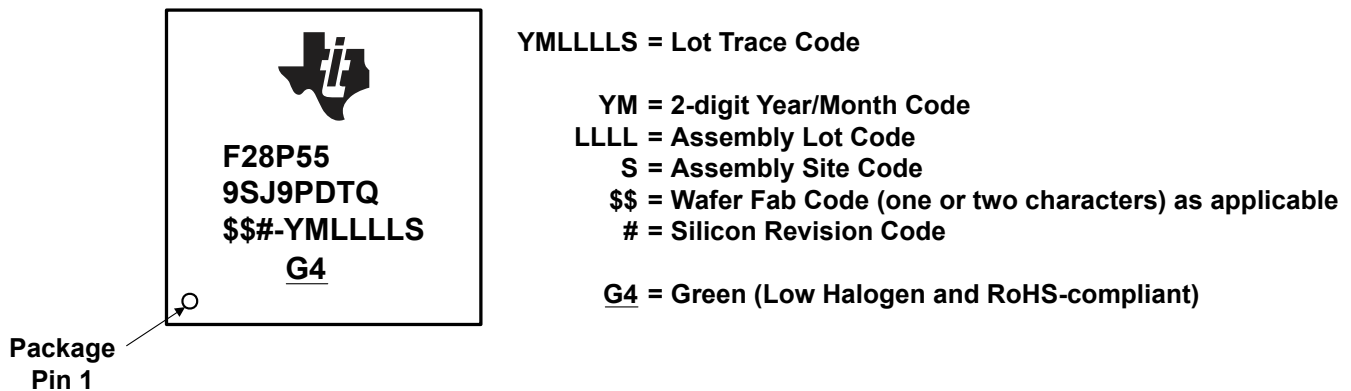 F28P55
9SJ9PDTQ
$$#-YMLLLLS
G4
Package
Pin 1
YMLLLLS = Lot Trace Code
YM = 2-digit Year/Month Code
LLLL = Assembly Lot Code
S = Assembly Site Code
$$ = Wafer Fab Code (one or two characters) as applicable
# = Silicon Revision Code
G4 = Green (Low Halogen and RoHS-compliant)